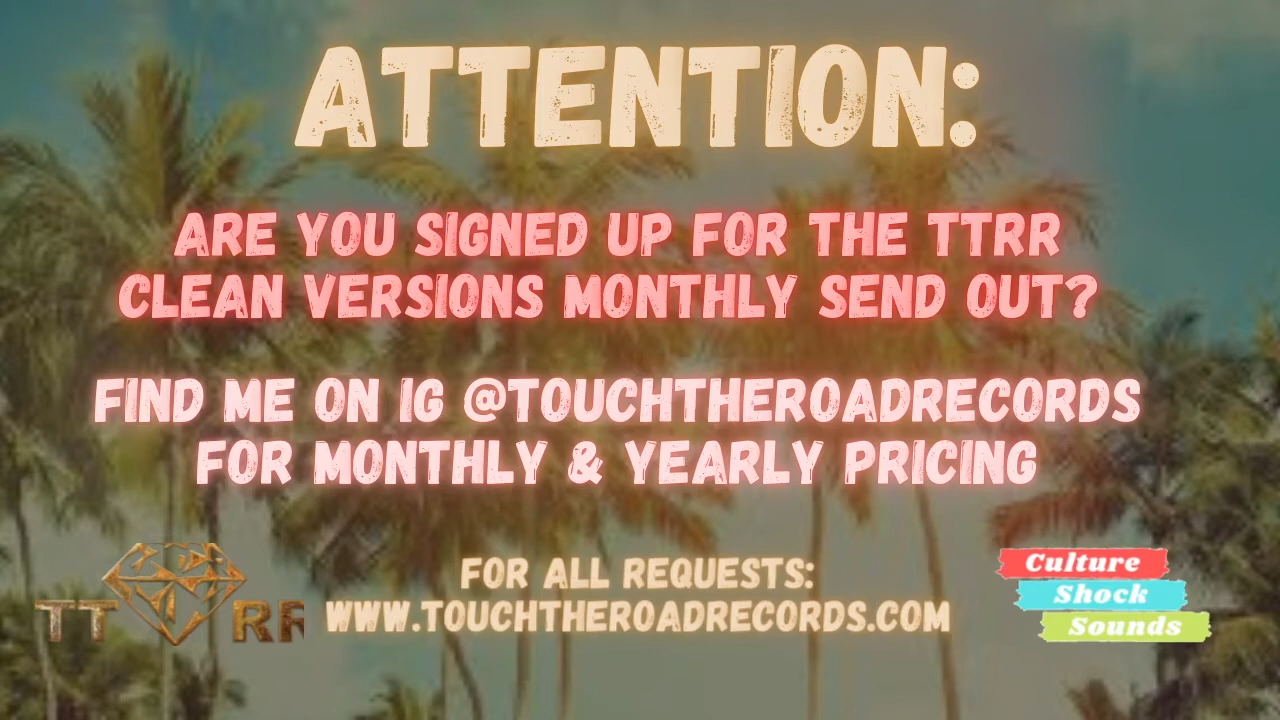 ATTENTION:
ARE YOU SIGNED UP FOR THE TTRR
CLEAN VERSIONS MONTHLY SEND OUT?
FIND ME ON IG @TOUCHTHEROADRECORDS
FOR MONTHLY & YEARLY PRICING
FOR ALL REQUESTS:
WWW.TOUCHTHEROADRECORDS.COM
TT RR
Culture
Shock
Sounds